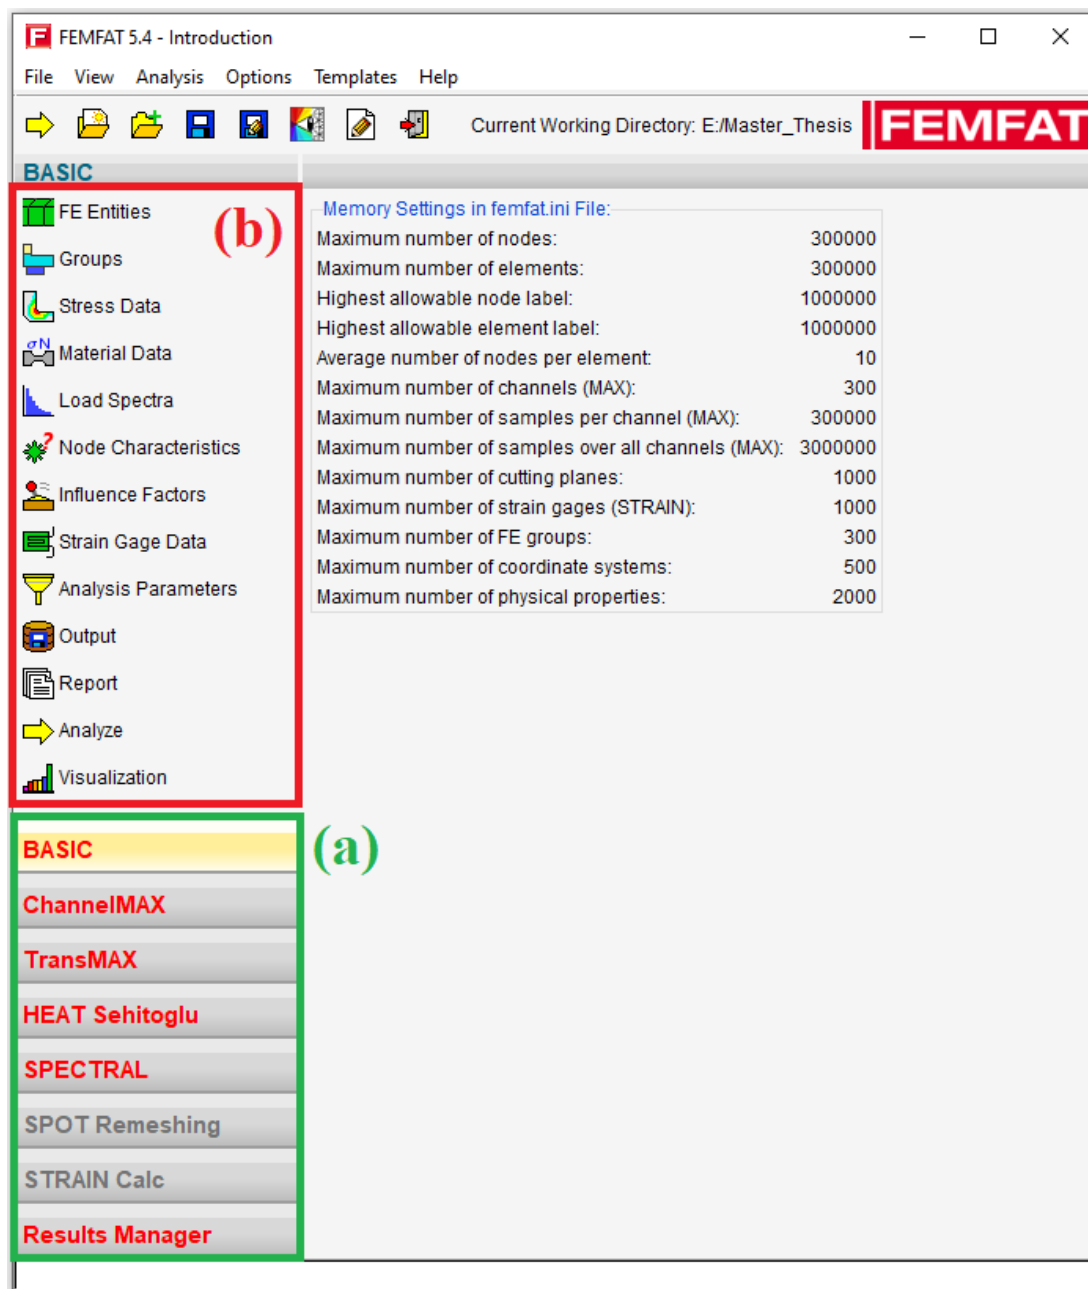 FEMFAT 5.4 - Introduction
File View Analysis Options Templates Help
Current Working Directory: E:/Master_Thesis
FEMFAT
BASIC
FE Entities
(b)
Groups
Stress Data
σN
Material Data
Load Spectra
?
Node Characteristics
Influence Factors
Strain Gage Data
Analysis Parameters
Output
Report
Analyze
Visualization
Memory Settings in femfat.ini File:
Maximum number of nodes: 300000
Maximum number of elements: 300000
Highest allowable node label: 1000000
Highest allowable element label: 1000000
Average number of nodes per element: 10
Maximum number of channels (MAX): 300
Maximum number of samples per channel (MAX): 300000
Maximum number of samples over all channels (MAX): 3000000
Maximum number of cutting planes: 1000
Maximum number of strain gages (STRAIN): 1000
Maximum number of FE groups: 300
Maximum number of coordinate systems: 500
Maximum number of physical properties: 2000
(a)
BASIC
ChannelMAX
TransMAX
HEAT Sehitoglu
SPECTRAL
SPOT Remeshing
STRAIN Calc
Results Manager